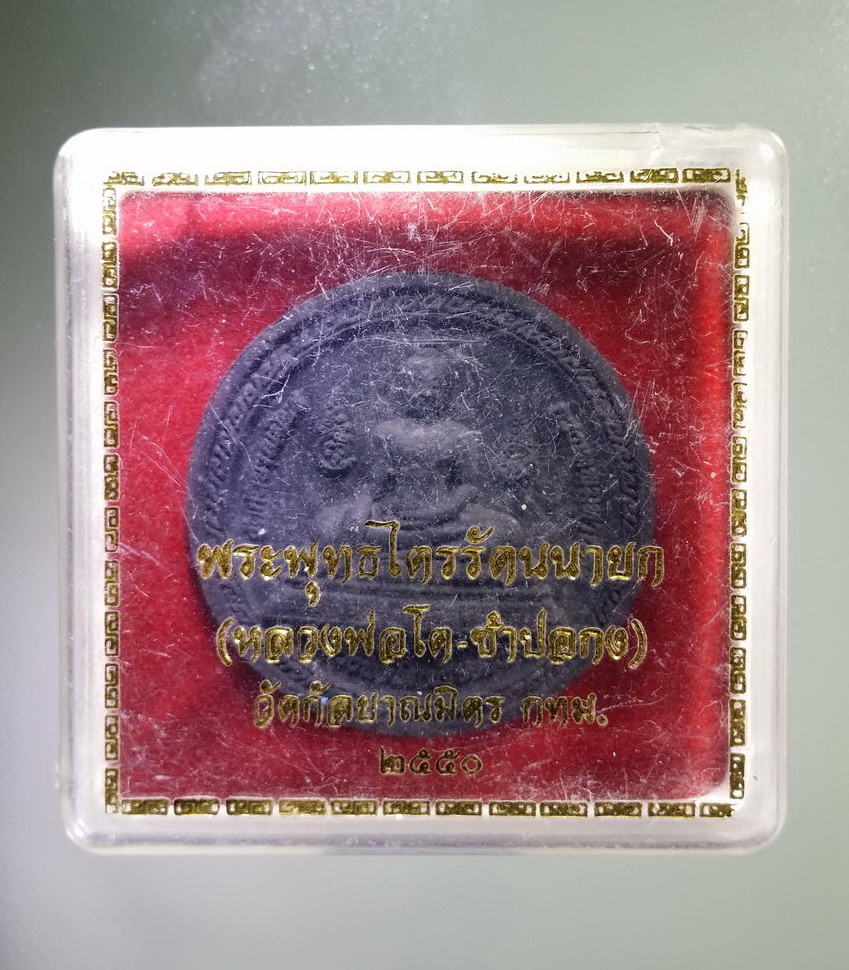 พระพุทธไตรรัตนนายก
(หลวงพ่อโต-ซำปอกง)
วัดกัลยาณมิตร กทม.
๒๕๕๐